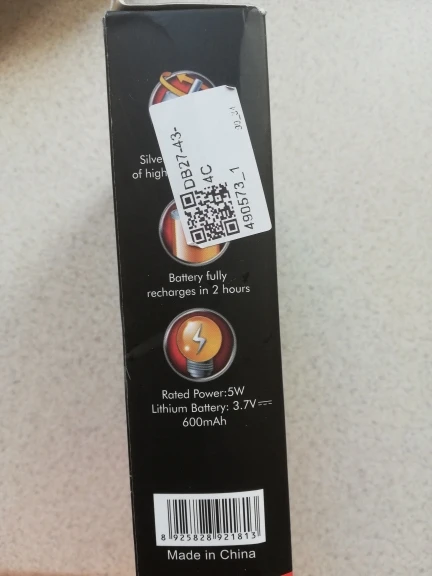 DB27-43-
4C
490573_1
Silve
of high
Battery fully
recharges in 2 hours
Rated Power:5W
Lithium Battery: 3.7V⎓
600mAh
8 925828 921813
Made in China